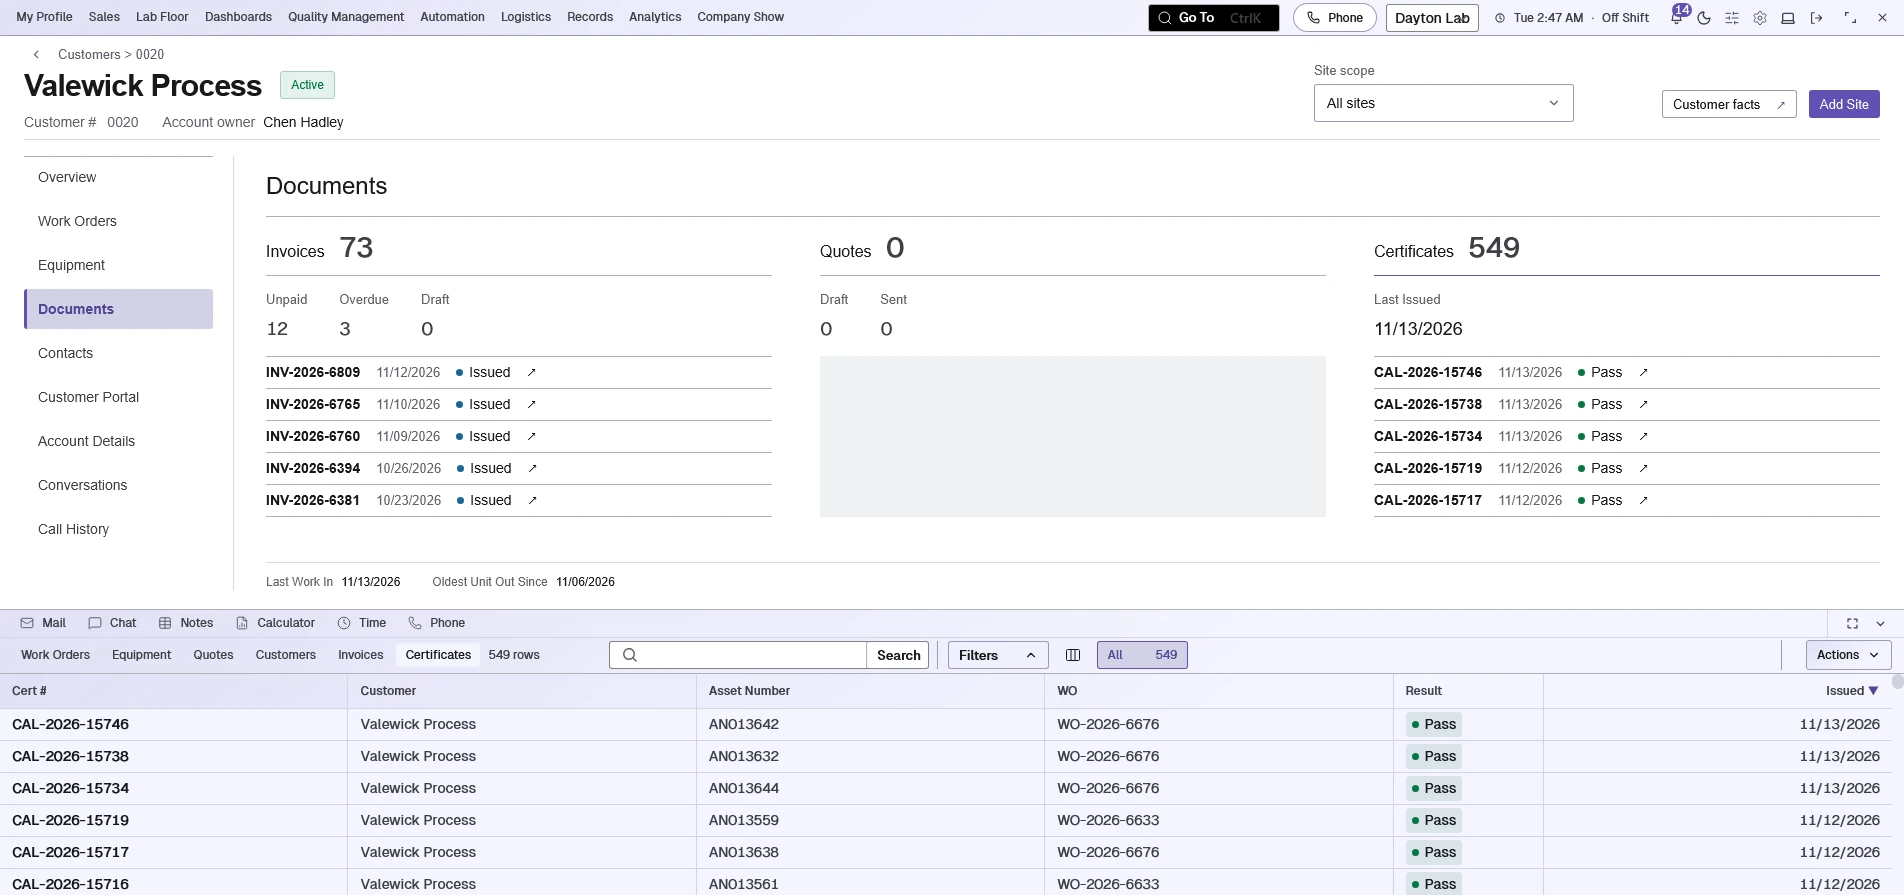 My Profile Sales Lab Floor Dashboards Quality Management Automation Logistics Records Analytics Company Show Go To CtrlK Phone Dayton Lab Tue 2:47 AM · Off Shift 14
Customers > 0020
Valewick Process Active
Customer # 0020 Account owner Chen Hadley
Site scope
All sites
Customer facts ↗ Add Site
Overview
Work Orders
Equipment
Documents
Contacts
Customer Portal
Account Details
Conversations
Call History
Documents
Invoices 73
Unpaid Overdue Draft
12 3 0
INV-2026-6809 11/12/2026 Issued ↗
INV-2026-6765 11/10/2026 Issued ↗
INV-2026-6760 11/09/2026 Issued ↗
INV-2026-6394 10/26/2026 Issued ↗
INV-2026-6381 10/23/2026 Issued ↗
Quotes 0
Draft Sent
0 0
Certificates 549
Last Issued
11/13/2026
CAL-2026-15746 11/13/2026 Pass ↗
CAL-2026-15738 11/13/2026 Pass ↗
CAL-2026-15734 11/13/2026 Pass ↗
CAL-2026-15719 11/12/2026 Pass ↗
CAL-2026-15717 11/12/2026 Pass ↗
Last Work In 11/13/2026 Oldest Unit Out Since 11/06/2026
Mail Chat Notes Calculator Time Phone
Work Orders Equipment Quotes Customers Invoices Certificates 549 rows Search Filters All 549 Actions
Cert # Customer Asset Number WO Result Issued ▼
CAL-2026-15746 Valewick Process AN013642 WO-2026-6676 Pass 11/13/2026
CAL-2026-15738 Valewick Process AN013632 WO-2026-6676 Pass 11/13/2026
CAL-2026-15734 Valewick Process AN013644 WO-2026-6676 Pass 11/13/2026
CAL-2026-15719 Valewick Process AN013559 WO-2026-6633 Pass 11/12/2026
CAL-2026-15717 Valewick Process AN013638 WO-2026-6676 Pass 11/12/2026
CAL-2026-15716 Valewick Process AN013561 WO-2026-6633 Pass 11/12/2026